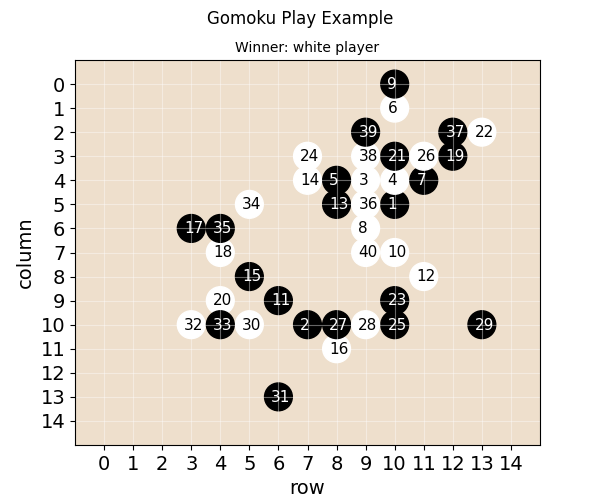 Gomoku Play Example
Winner: white player
column
0 9
1 6
2 39 37 22
3 24 38 21 26 19
4 14 5 3 4 7
5 34 13 36 1
6 17 35 8
7 18 40 10
8 15 12
9 20 11 23
10 32 33 30 2 27 28 25 29
11 16
12
13 31
14
0 1 2 3 4 5 6 7 8 9 10 11 12 13 14
row